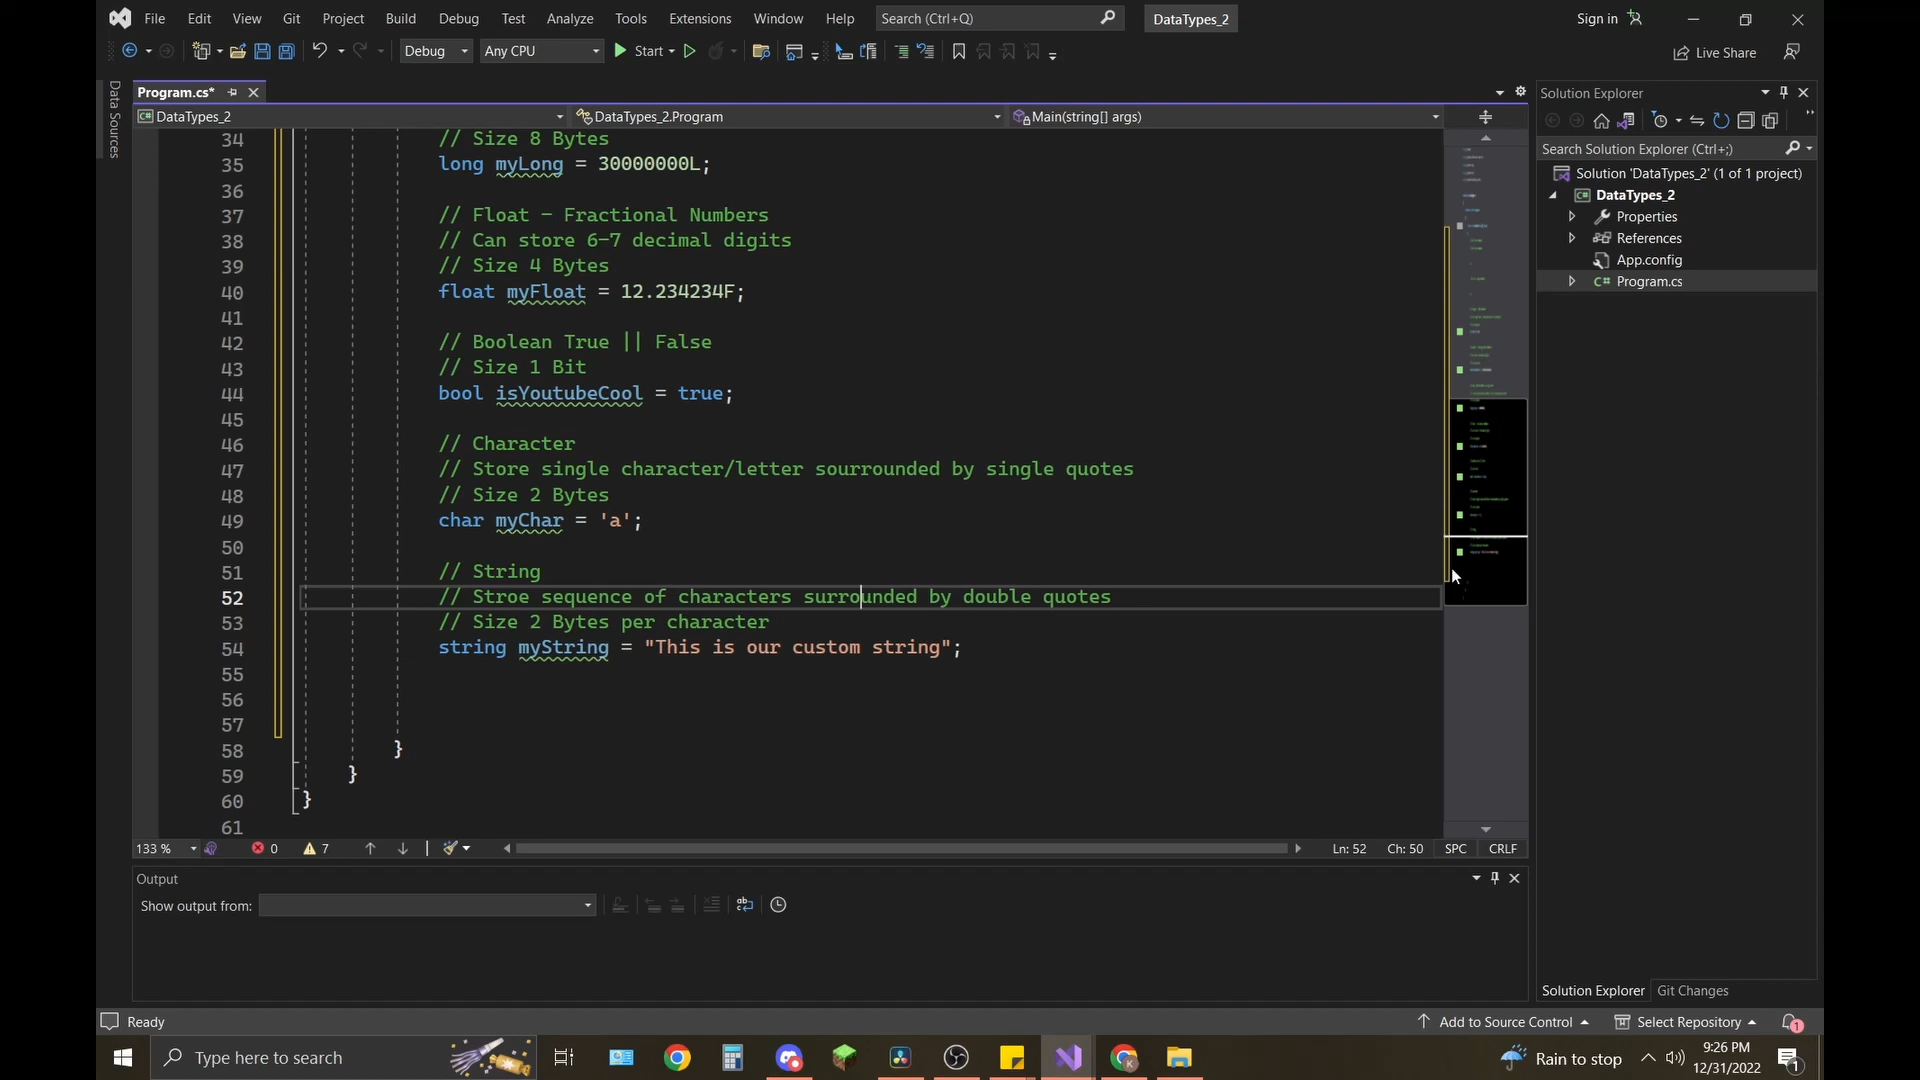 File Edit View Git Project Build Debug Test Analyze Tools Extensions Window Help Search (Ctrl+Q) DataTypes_2 Sign in
Debug Any CPU Start Live Share
Data Sources
Program.cs*
DataTypes_2 DataTypes_2.Program Main(string[] args)
34 // Size 8 Bytes
35 long myLong = 30000000L;
36
37 // Float - Fractional Numbers
38 // Can store 6-7 decimal digits
39 // Size 4 Bytes
40 float myFloat = 12.234234F;
41
42 // Boolean True || False
43 // Size 1 Bit
44 bool isYoutubeCool = true;
45
46 // Character
47 // Store single character/letter sourrounded by single quotes
48 // Size 2 Bytes
49 char myChar = 'a';
50
51 // String
52 // Stroe sequence of characters surrounded by double quotes
53 // Size 2 Bytes per character
54 string myString = "This is our custom string";
55
56
57
58 }
59 }
60 }
61
133 % 0 7 Ln: 52 Ch: 50 SPC CRLF
Output
Show output from:
Solution Explorer
Search Solution Explorer (Ctrl+;)
Solution 'DataTypes_2' (1 of 1 project)
C# DataTypes_2
Properties
References
App.config
C# Program.cs
Solution Explorer Git Changes
Ready Add to Source Control Select Repository 1
Type here to search Rain to stop 9:26 PM
12/31/2022 1